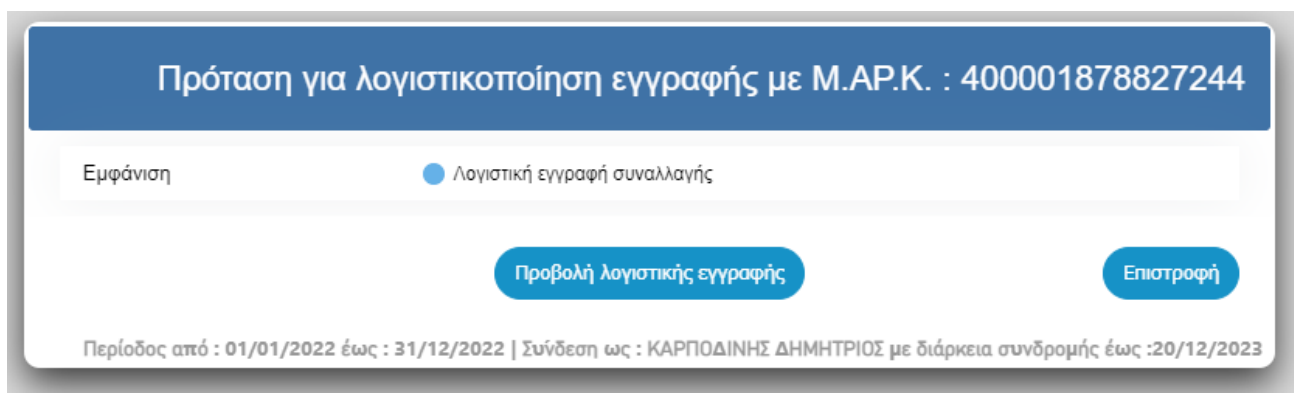 Πρόταση για λογιστικοποίηση εγγραφής με Μ.ΑΡ.Κ. : 400001878827244
Εμφάνιση Λογιστική εγγραφή συναλλαγής
Προβολή λογιστικής εγγραφής Επιστροφή
Περίοδος από : 01/01/2022 έως : 31/12/2022 | Σύνδεση ως : ΚΑΡΠΟΔΙΝΗΣ ΔΗΜΗΤΡΙΟΣ με διάρκεια συνδρομής έως :20/12/2023